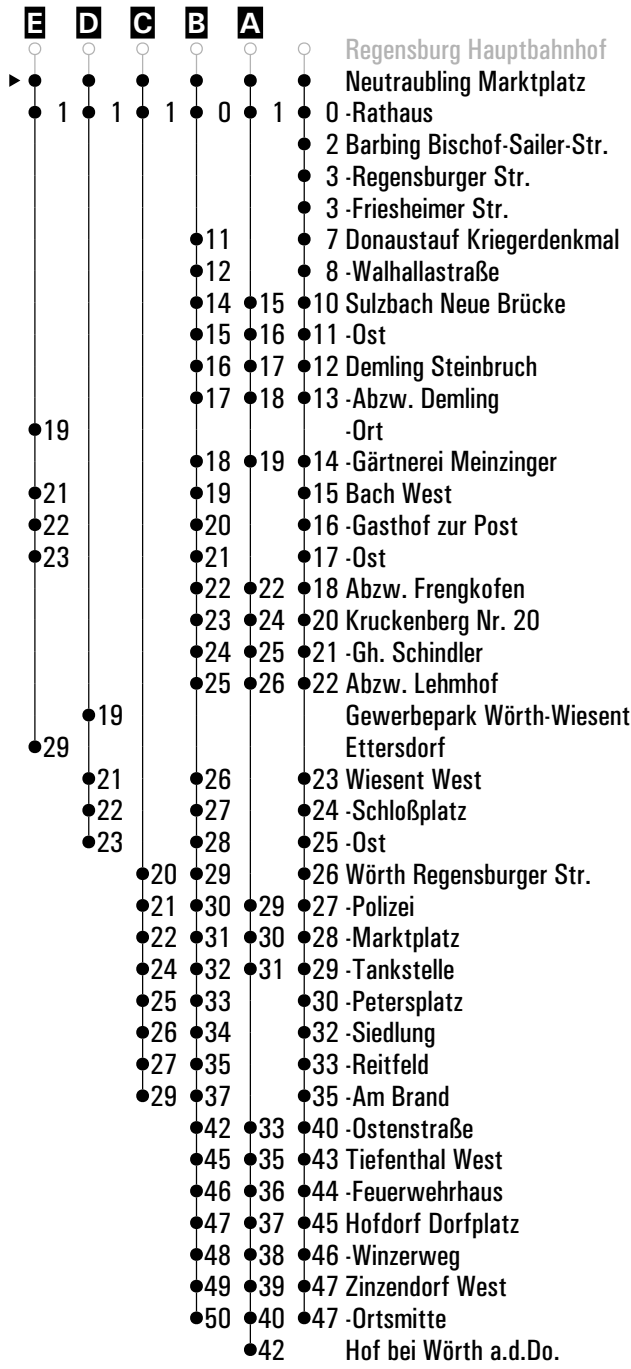 E D C B A
Regensburg Hauptbahnhof
Neutraubling Marktplatz
1 1 1 0 1 0 -Rathaus
2 Barbing Bischof-Sailer-Str.
3 -Regensburger Str.
3 -Friesheimer Str.
11 7 Donaustauf Kriegerdenkmal
12 8 -Walhallastraße
14 15 10 Sulzbach Neue Brücke
15 16 11 -Ost
16 17 12 Demling Steinbruch
17 18 13 -Abzw. Demling
19 -Ort
18 19 14 -Gärtnerei Meinzinger
21 19 15 Bach West
22 20 16 -Gasthof zur Post
23 21 17 -Ost
22 22 18 Abzw. Frengkofen
23 24 20 Kruckenberg Nr. 20
24 25 21 -Gh. Schindler
25 26 22 Abzw. Lehmhof
19 Gewerbepark Wörth-Wiesent
29 Ettersdorf
21 26 23 Wiesent West
22 27 24 -Schloßplatz
23 28 25 -Ost
20 29 26 Wörth Regensburger Str.
21 30 29 27 -Polizei
22 31 30 28 -Marktplatz
24 32 31 29 -Tankstelle
25 33 30 -Petersplatz
26 34 32 -Siedlung
27 35 33 -Reitfeld
29 37 35 -Am Brand
42 33 40 -Ostenstraße
45 35 43 Tiefenthal West
46 36 44 -Feuerwehrhaus
47 37 45 Hofdorf Dorfplatz
48 38 46 -Winzerweg
49 39 47 Zinzendorf West
50 40 47 -Ortsmitte
42 Hof bei Wörth a.d.Do.